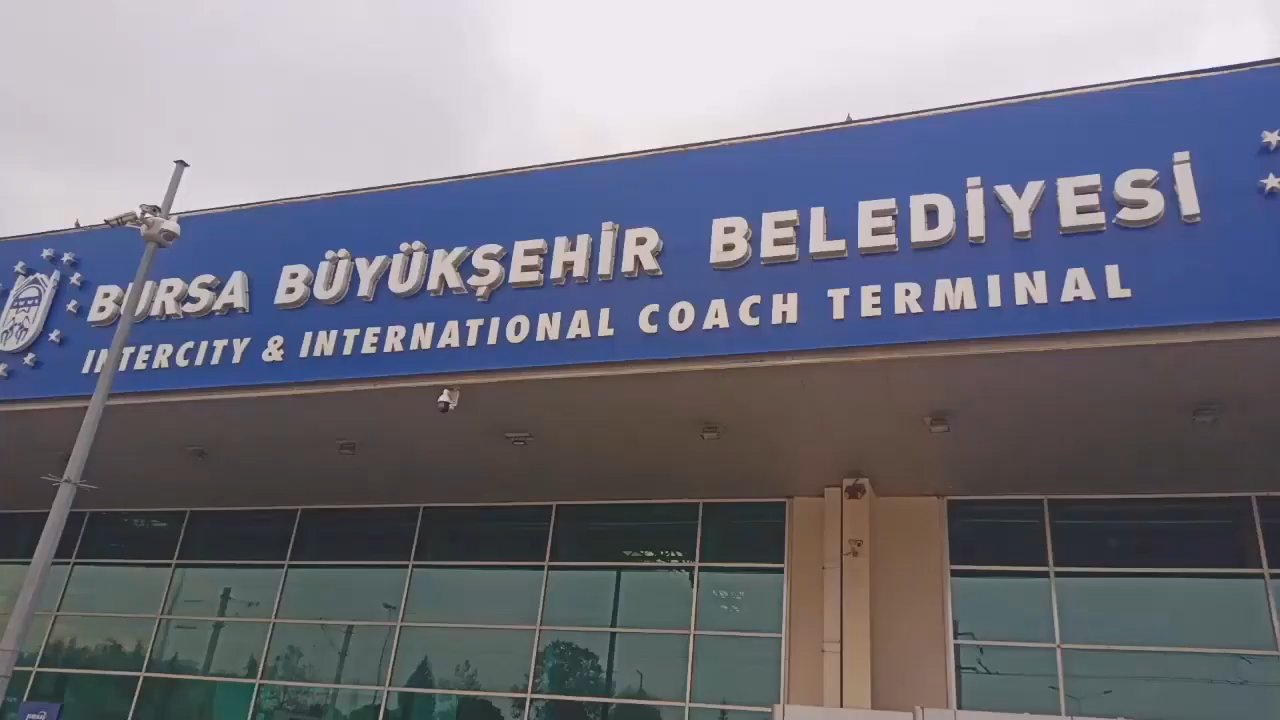 BURSA BÜYÜKŞEHİR BELEDİYESİ
INTERCITY & INTERNATIONAL COACH TERMINAL